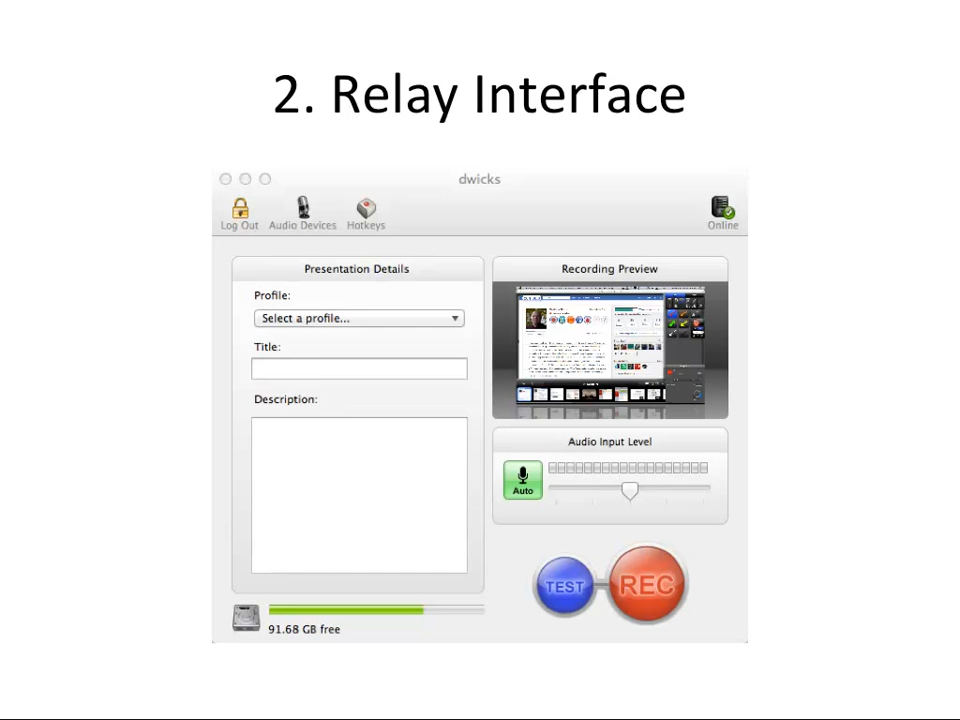 2. Relay Interface
dwicks
Log Out
Audio Devices
Hotkeys
Online
Presentation Details
Profile:
Select a profile...
Title:
Description:
91.68 GB free
Recording Preview
Audio Input Level
Auto
TEST
REC